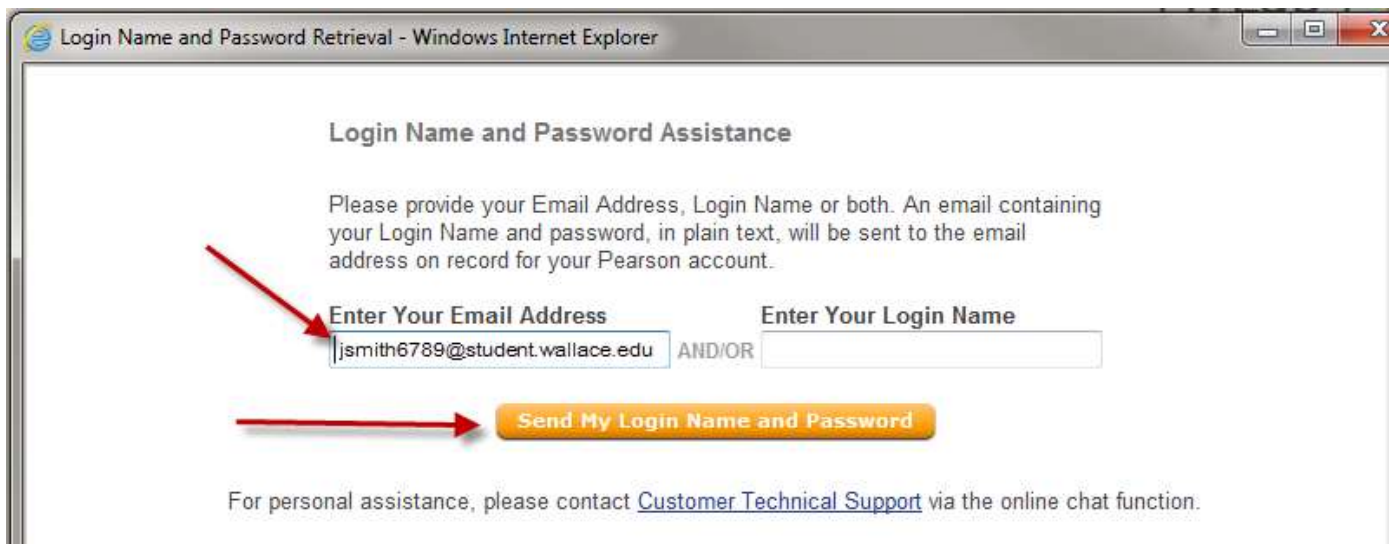 Login Name and Password Retrieval - Windows Internet Explorer
Login Name and Password Assistance
Please provide your Email Address, Login Name or both. An email containing
your Login Name and password, in plain text, will be sent to the email
address on record for your Pearson account.
Enter Your Email Address Enter Your Login Name
jsmith6789@student.wallace.edu AND/OR
Send My Login Name and Password
For personal assistance, please contact Customer Technical Support via the online chat function.